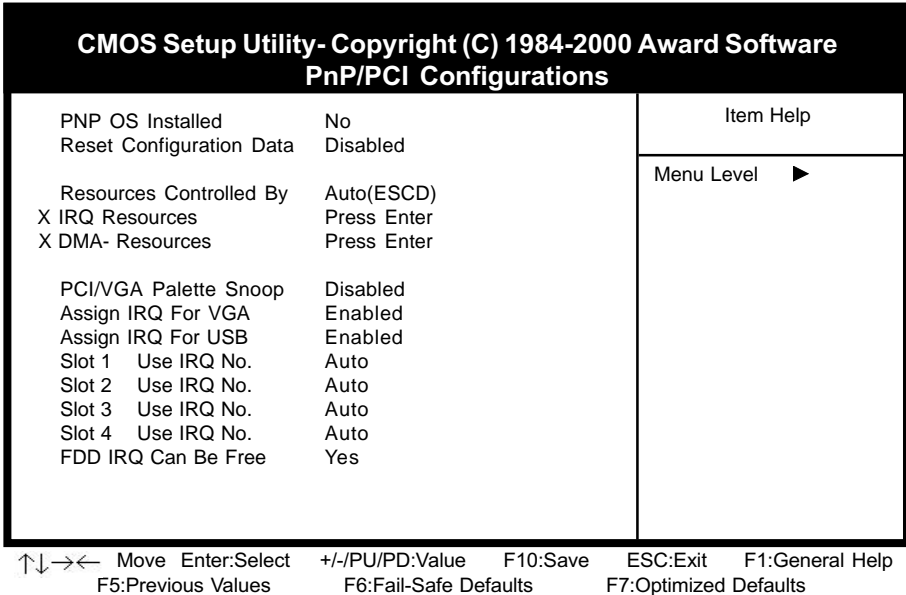 CMOS Setup Utility- Copyright (C) 1984-2000 Award Software
PnP/PCI Configurations
PNP OS Installed No
Reset Configuration Data Disabled
Resources Controlled By Auto(ESCD)
X IRQ Resources Press Enter
X DMA- Resources Press Enter
PCI/VGA Palette Snoop Disabled
Assign IRQ For VGA Enabled
Assign IRQ For USB Enabled
Slot 1 Use IRQ No. Auto
Slot 2 Use IRQ No. Auto
Slot 3 Use IRQ No. Auto
Slot 4 Use IRQ No. Auto
FDD IRQ Can Be Free Yes
Item Help
Menu Level ▶
↑↓→← Move Enter:Select +/-/PU/PD:Value F10:Save ESC:Exit F1:General Help
F5:Previous Values F6:Fail-Safe Defaults F7:Optimized Defaults